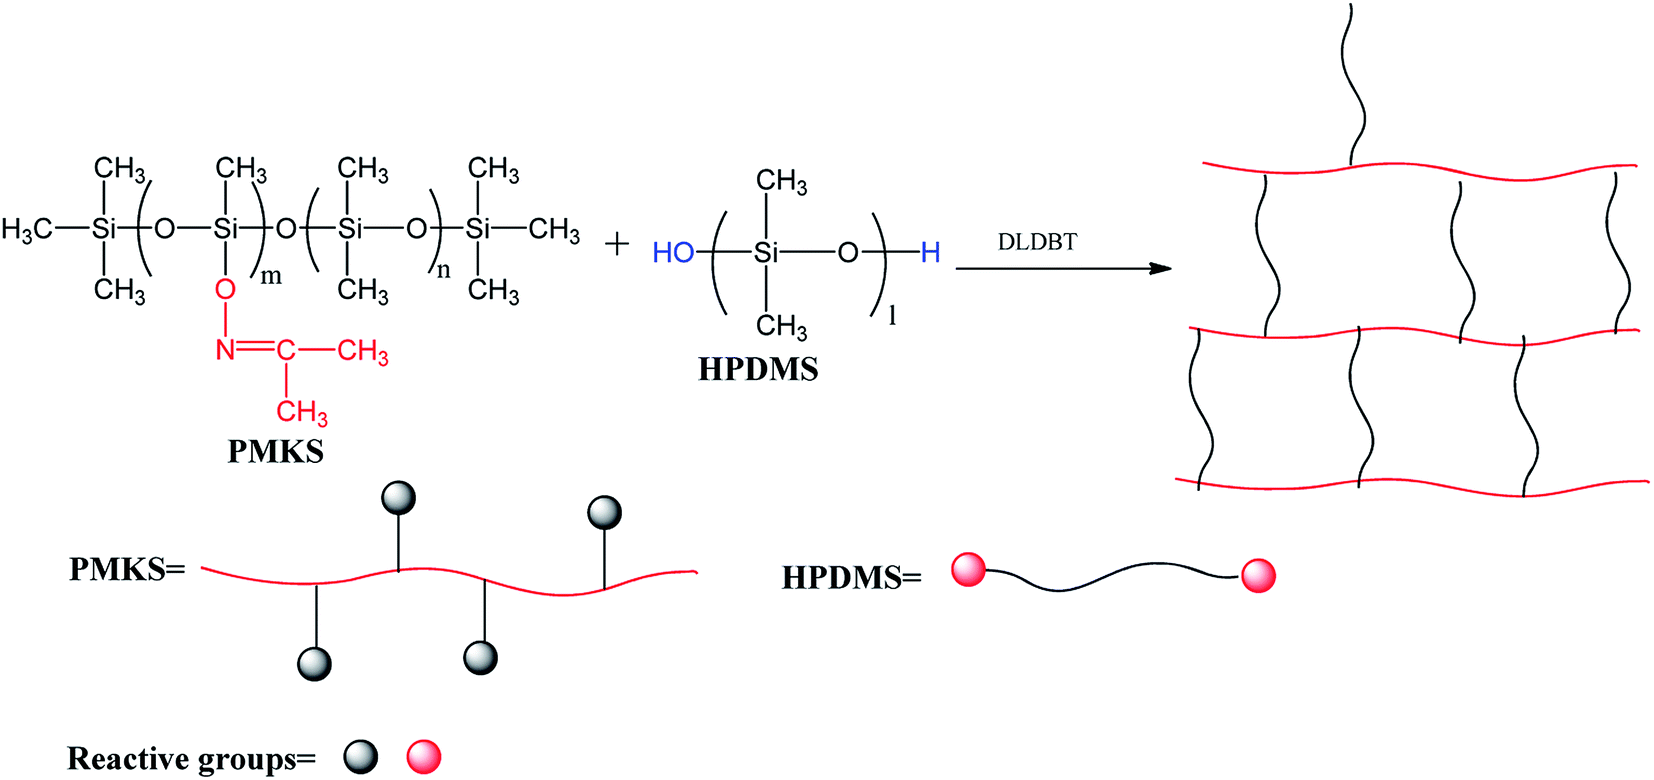 CH₃ CH₃ CH₃ CH₃
H₃C Si ( O Si ) m O ( Si O ) n Si CH₃
CH₃ O CH₃ CH₃
N C CH₃
CH₃
PMKS
+
CH₃
HO ( Si O ) l H
CH₃
HPDMS
DLDBT
PMKS=
HPDMS=
Reactive groups=